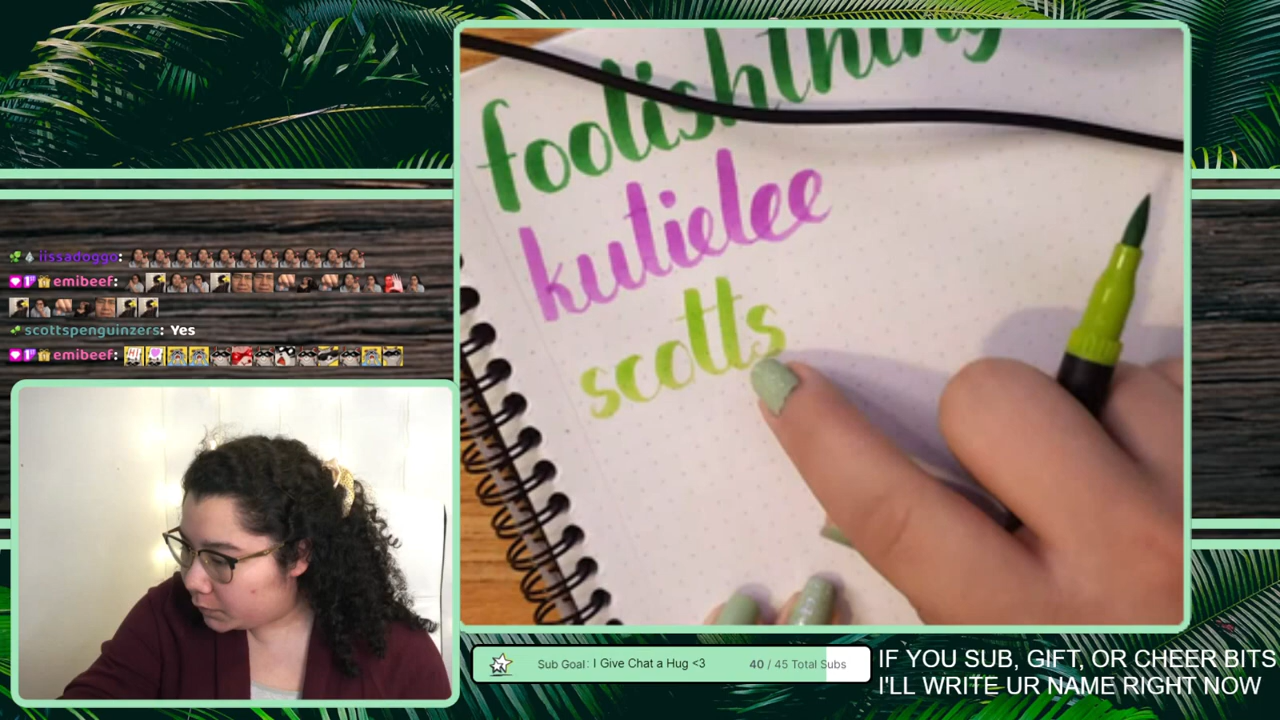 foolishthing
kutielee
scotts
iissadoggo:
emibeef:
scottspenguinzers: Yes
emibeef:
Sub Goal: I Give Chat a Hug <3 40 / 45 Total Subs
IF YOU SUB, GIFT, OR CHEER BITS
I'LL WRITE UR NAME RIGHT NOW